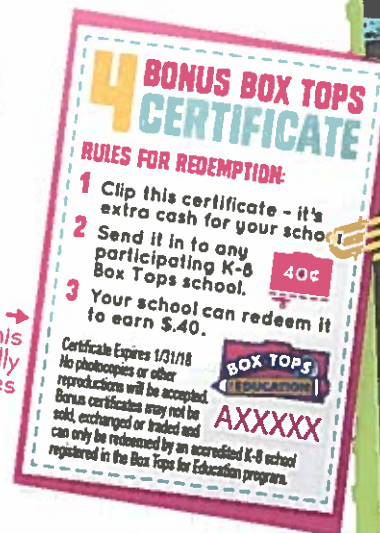 4 BONUS BOX TOPS
CERTIFICATE
RULES FOR REDEMPTION:
1 Clip this certificate - it's
extra cash for your school
2 Send it in to any
participating K-8
Box Tops school.
40¢
3 Your school can redeem it
to earn $.40.
Certificate Expires 1/31/18
No photocopies or other
reproductions will be accepted.
Bonus certificates may not be
sold, exchanged or traded and
can only be redeemed by an accredited K-8 school
registered in the Box Tops for Education program.
BOX TOPS
EDUCATION
AXXXXX
his
lly
es